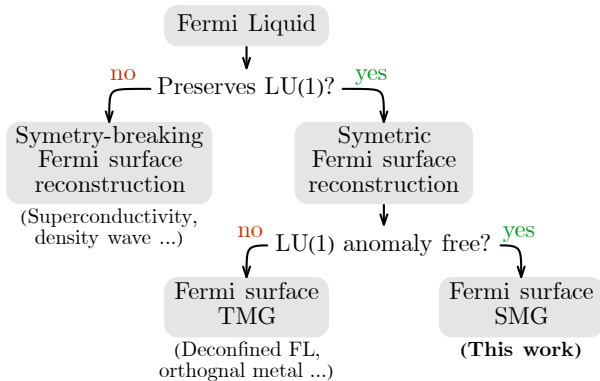 Fermi Liquid
no
Preserves LU(1)?
yes
Symetry-breaking
Fermi surface
reconstruction
(Superconductivity,
density wave ...)
Symetric
Fermi surface
reconstruction
no
LU(1) anomaly free?
yes
Fermi surface
TMG
(Deconfined FL,
orthognal metal ...)
Fermi surface
SMG
(This work)